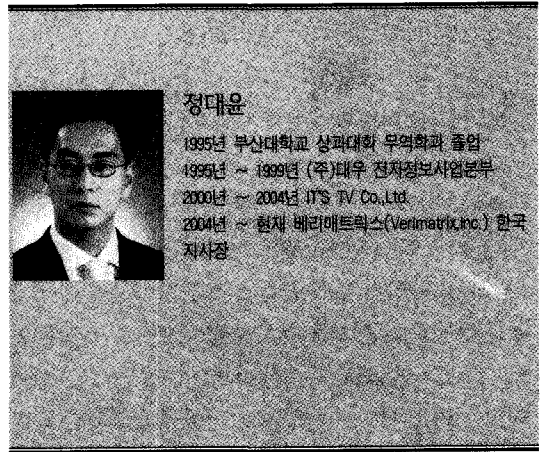 정대윤
1995년 부산대학교 상과대학 무역학과 졸업
1995년 ~ 1999년 (주)대우 전자정보사업본부
2000년 ~ 2004년 IT'S TV Co.,Ltd.
2004년 ~ 현재 베리매트릭스(Verimatrix,Inc.) 한국
지사장